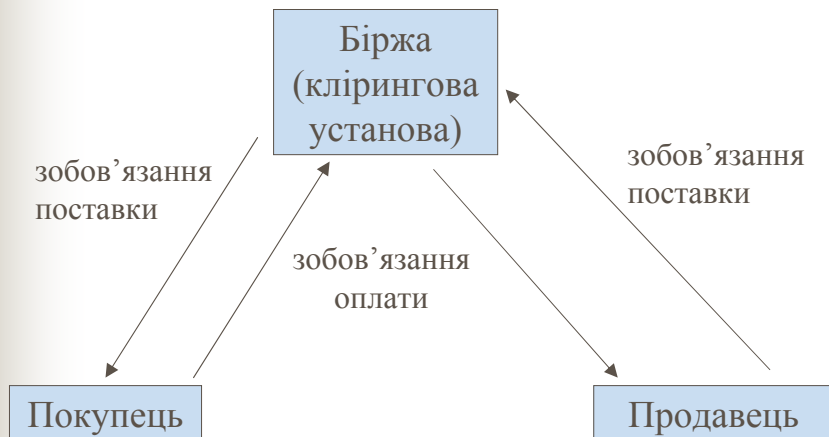 Біржа
(клірингова
установа)
зобов’язання
поставки
зобов’язання
поставки
зобов’язання
оплати
Покупець
Продавець